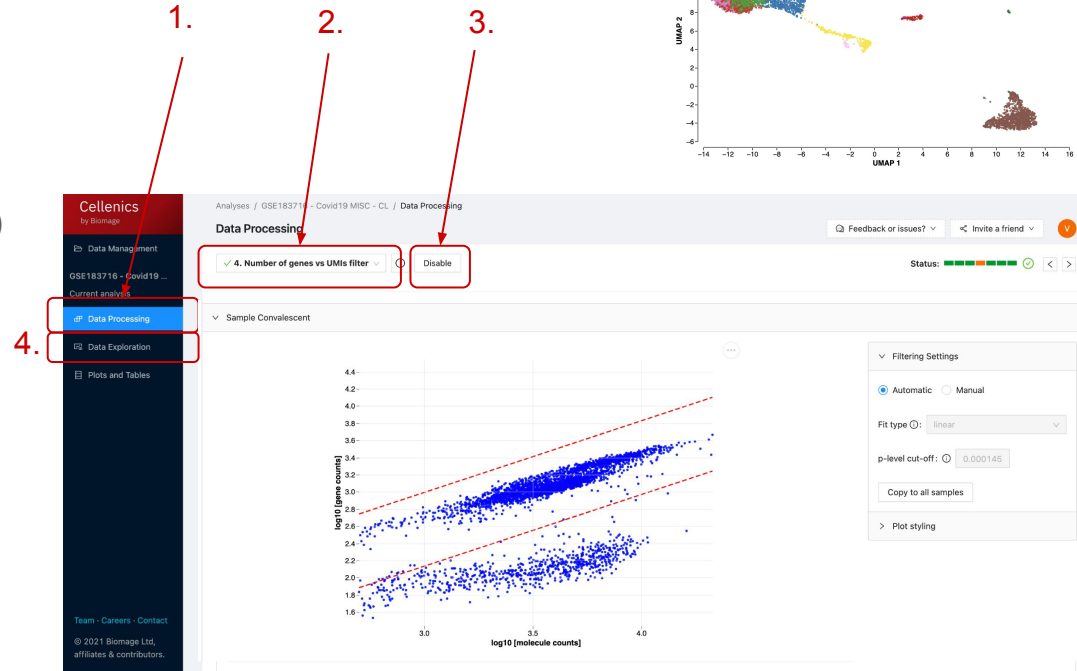 1.
2.
3.
UMAP 2
8
6
4
2
0
−2
−4
−6
−14 −12 −10 −8 −6 −4 −2 0 2 4 6 8 10 12 14 16
UMAP 1
Cellenics
by Biomage
Analyses / GSE183716 - Covid19 MISC - CL / Data Processing
Data Processing
Feedback or issues?
Invite a friend
V
Data Management
4. Number of genes vs UMIs filter
Disable
Status:
GSE183716 - Covid19 ...
Current analysis
Data Processing
Sample Convalescent
4.
Data Exploration
Plots and Tables
Filtering Settings
Automatic Manual
Fit type : linear
p-level cut-off : 0.000145
Copy to all samples
Plot styling
log10 [gene counts]
4.4
4.2
4.0
3.8
3.6
3.4
3.2
3.0
2.8
2.6
2.4
2.2
2.0
1.8
1.6
3.0 3.5 4.0
log10 [molecule counts]
Team - Careers - Contact
© 2021 Biomage Ltd,
affiliates & contributors.